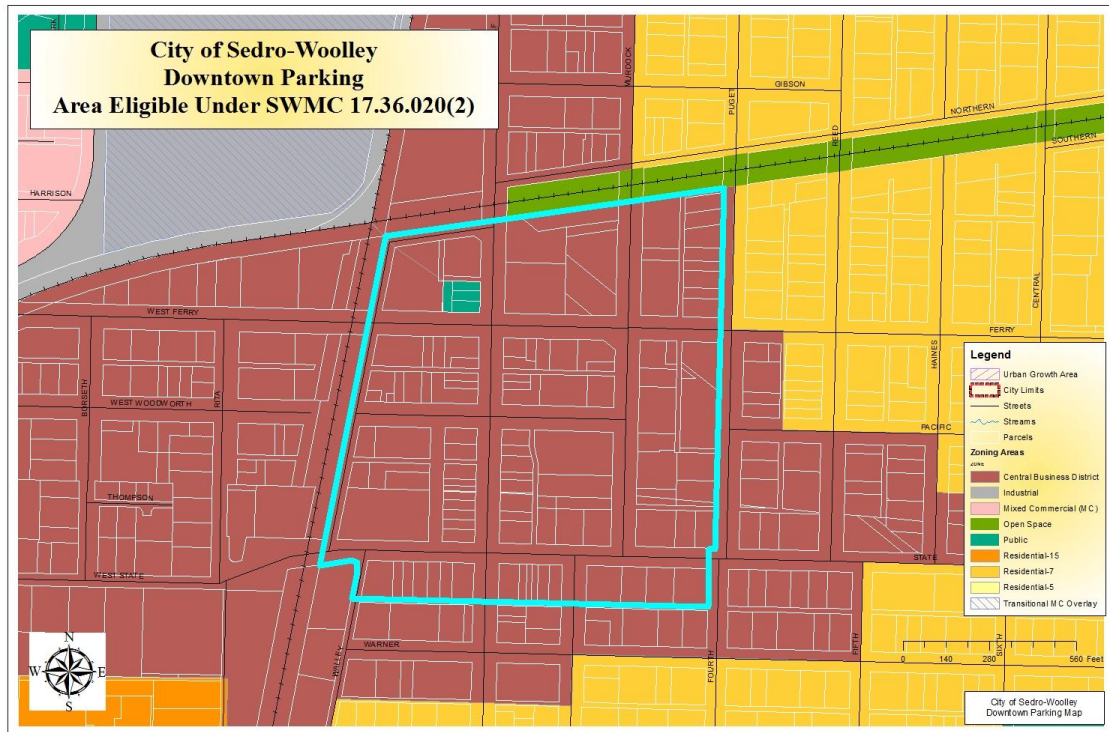 City of Sedro-Woolley
Downtown Parking
Area Eligible Under SWMC 17.36.020(2)
MURDOCK
GIBSON
PUGET
NORTHERN
REED
SOUTHERN
HARRISON
CENTRAL
WEST FERRY
FERRY
HAINES
BORSETH
WEST WOODWORTH
RITA
PACIFIC
THOMPSON
STATE
WEST STATE
WARNER
FOURTH
FIFTH
SIXTH
Legend
Urban Growth Area
City Limits
Streets
Streams
Parcels
Zoning Areas
ZONE
Central Business District
Industrial
Mixed Commercial (MC)
Open Space
Public
Residential-15
Residential-7
Residential-5
Transitional MC Overlay
0 140 280 560 Feet
N
W E
S
City of Sedro-Woolley
Downtown Parking Map